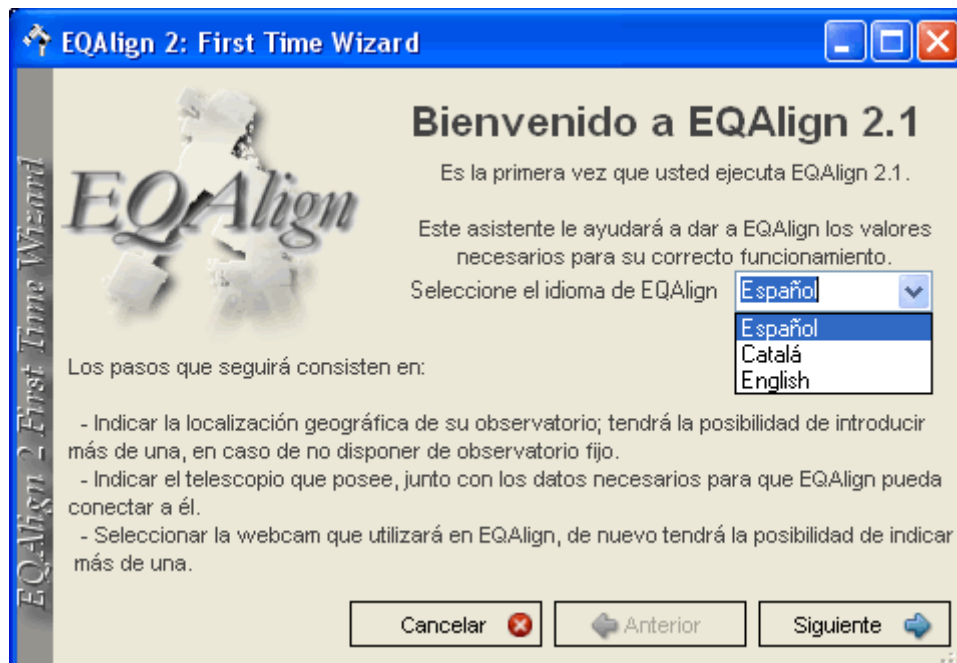 EQAlign 2: First Time Wizard
EQAlign 2 First Time Wizard
EQAlign
Bienvenido a EQAlign 2.1
Es la primera vez que usted ejecuta EQAlign 2.1.
Este asistente le ayudará a dar a EQAlign los valores
necesarios para su correcto funcionamiento.
Seleccione el idioma de EQAlign
Español
Español
Catalá
English
Los pasos que seguirá consisten en:
- Indicar la localización geográfica de su observatorio; tendrá la posibilidad de introducir
más de una, en caso de no disponer de observatorio fijo.
- Indicar el telescopio que posee, junto con los datos necesarios para que EQAlign pueda
conectar a él.
- Seleccionar la webcam que utilizará en EQAlign, de nuevo tendrá la posibilidad de indicar
más de una.
Cancelar
Anterior
Siguiente